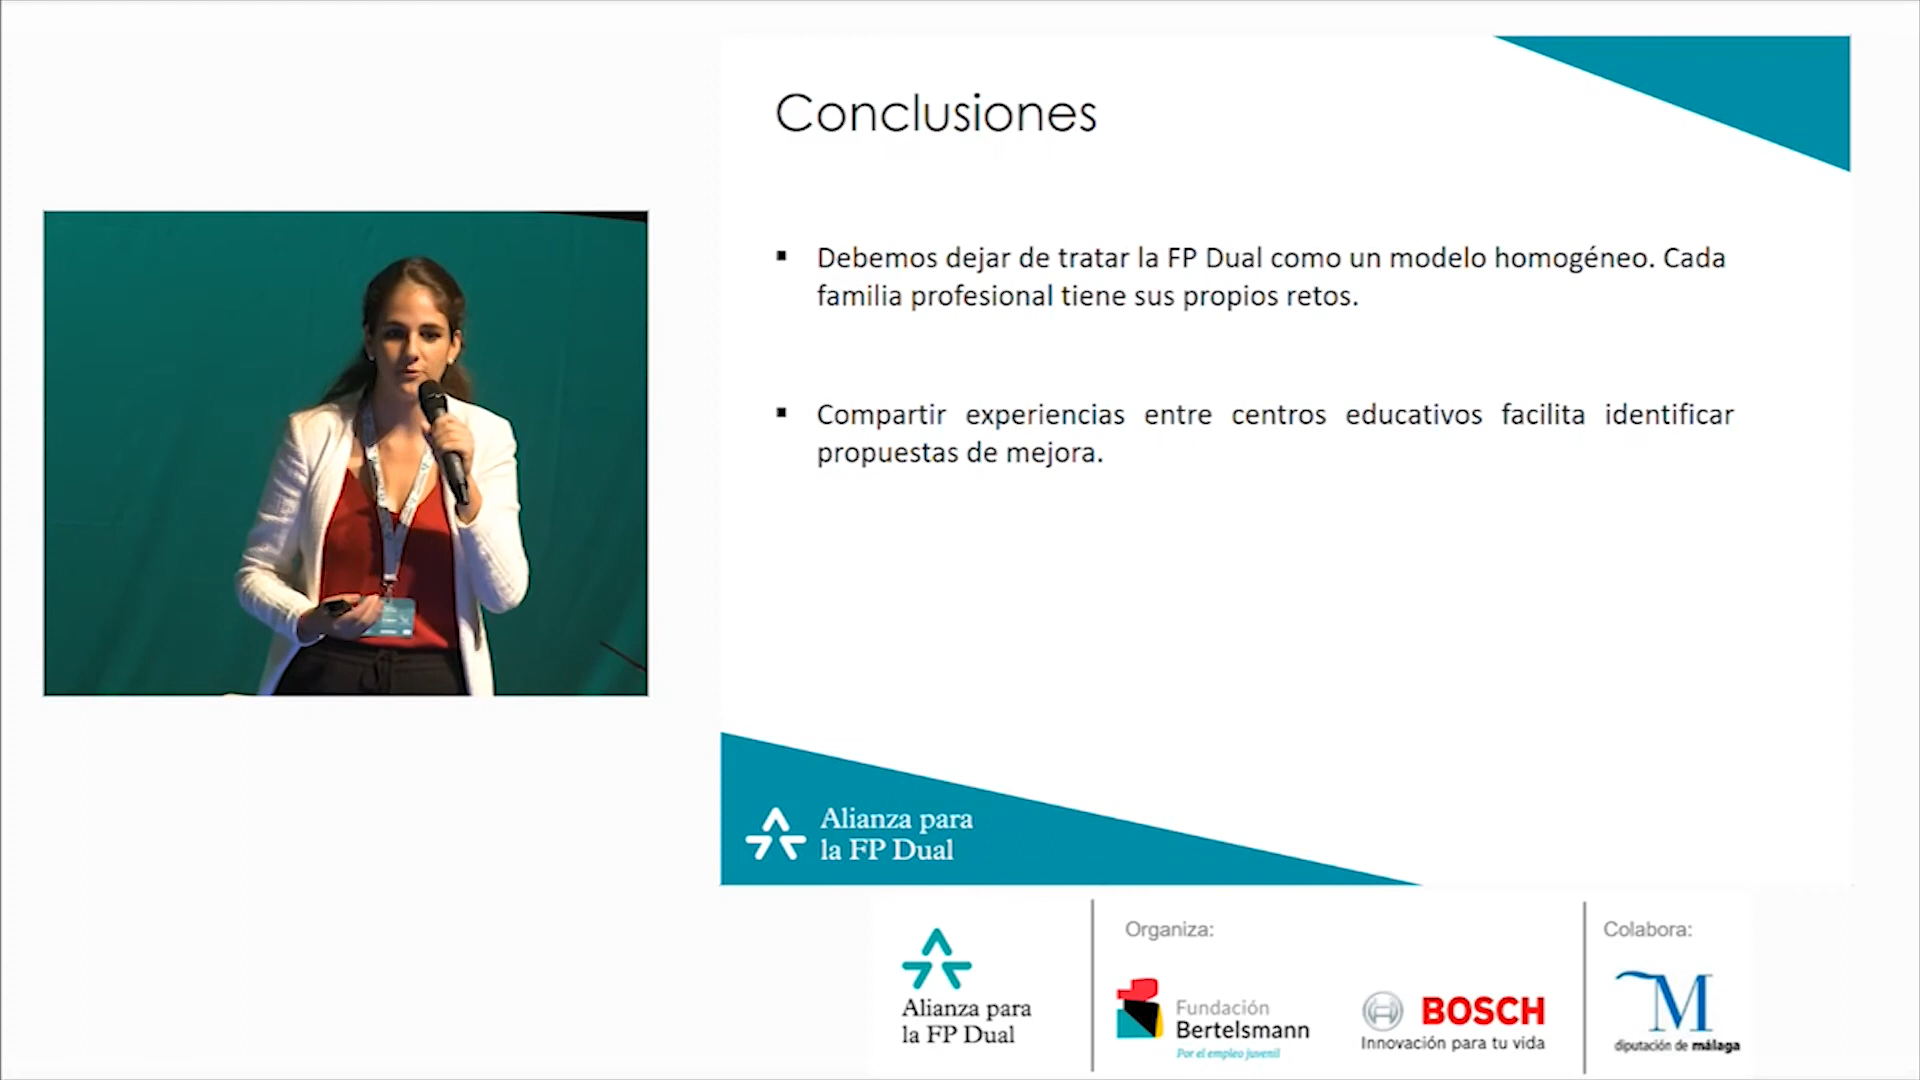 Conclusiones
▪ Debemos dejar de tratar la FP Dual como un modelo homogéneo. Cada
familia profesional tiene sus propios retos.
▪ Compartir experiencias entre centros educativos facilita identificar
propuestas de mejora.
Alianza para
la FP Dual
Alianza para
la FP Dual
Organiza:
Fundación
Bertelsmann
Por el empleo juvenil
BOSCH
Innovación para tu vida
Colabora:
M
diputación de málaga